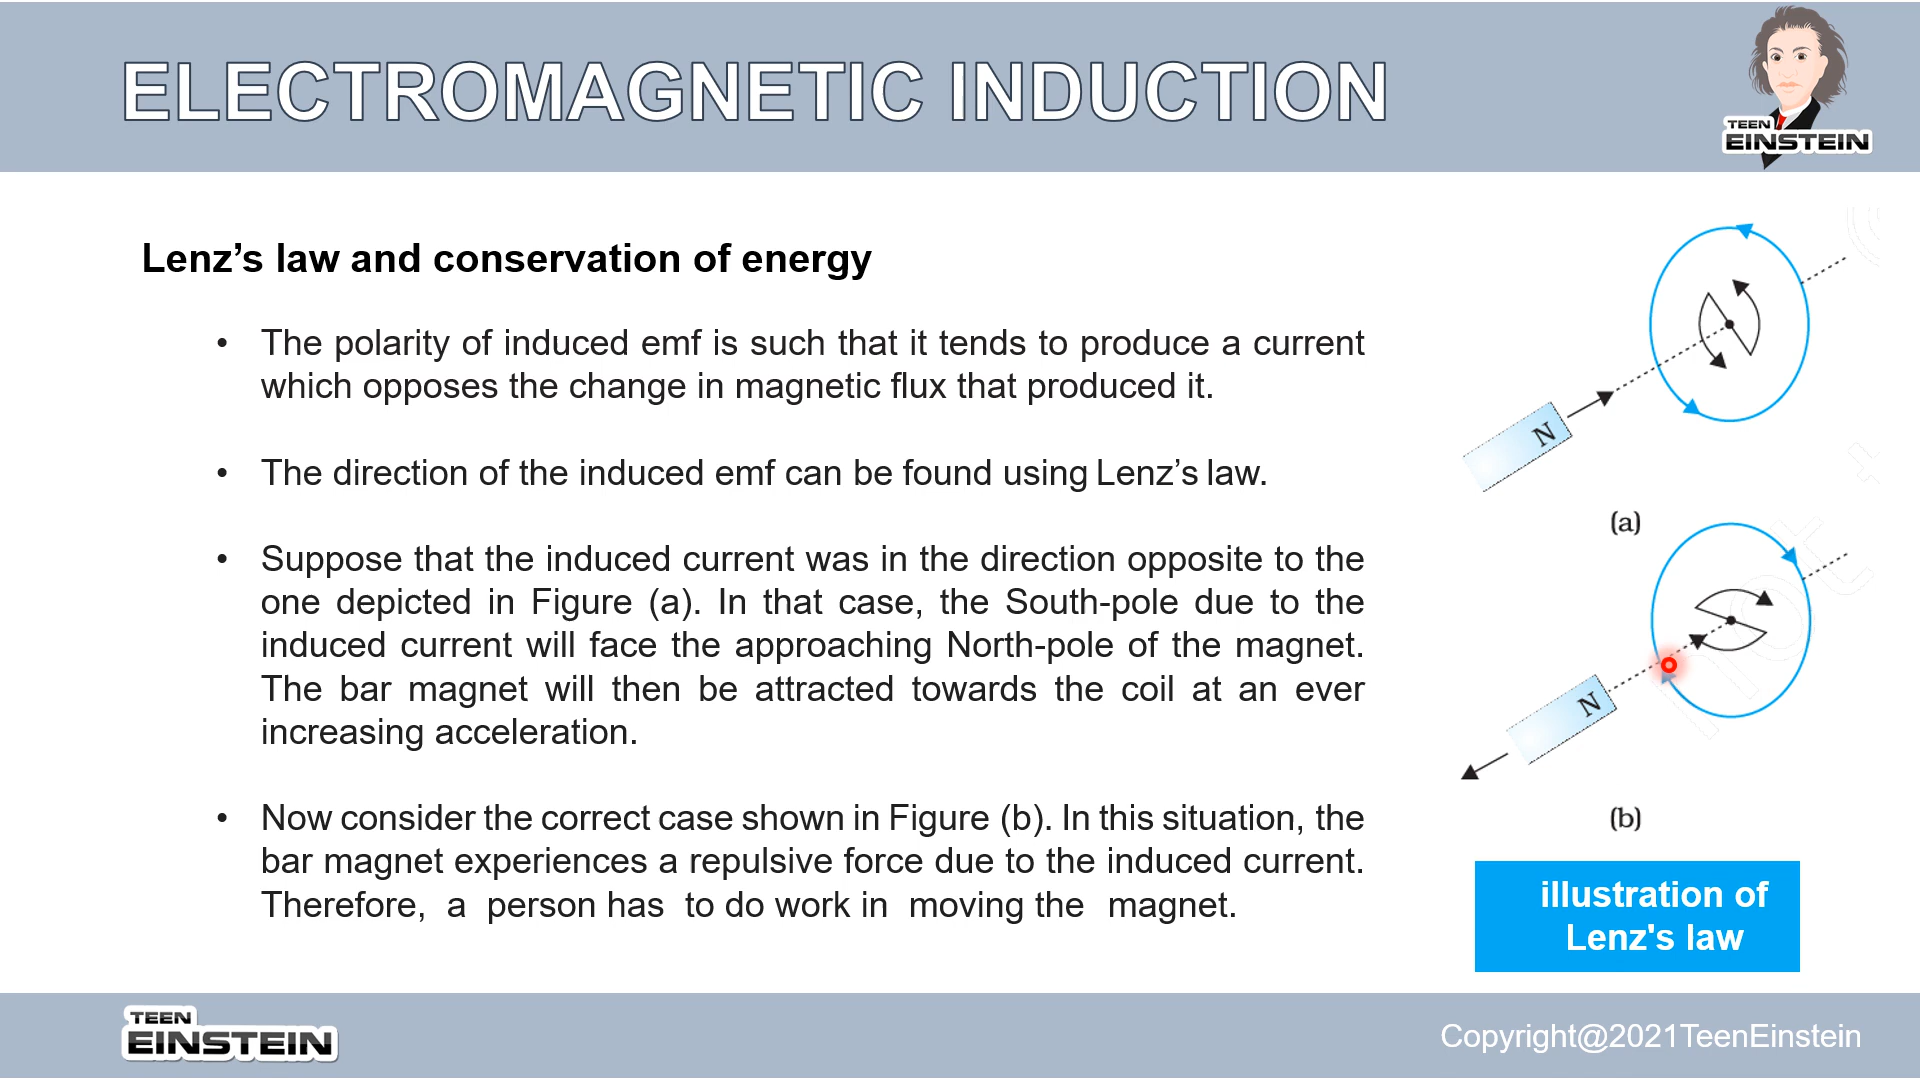 ELECTROMAGNETIC INDUCTION
TEEN
EINSTEIN
Lenz’s law and conservation of energy
• The polarity of induced emf is such that it tends to produce a current
which opposes the change in magnetic flux that produced it.
• The direction of the induced emf can be found using Lenz’s law.
• Suppose that the induced current was in the direction opposite to the
one depicted in Figure (a). In that case, the South-pole due to the
induced current will face the approaching North-pole of the magnet.
The bar magnet will then be attracted towards the coil at an ever
increasing acceleration.
• Now consider the correct case shown in Figure (b). In this situation, the
bar magnet experiences a repulsive force due to the induced current.
Therefore, a person has to do work in moving the magnet.
N
(a)
N
(b)
illustration of
Lenz's law
TEEN
EINSTEIN
Copyright@2021TeenEinstein